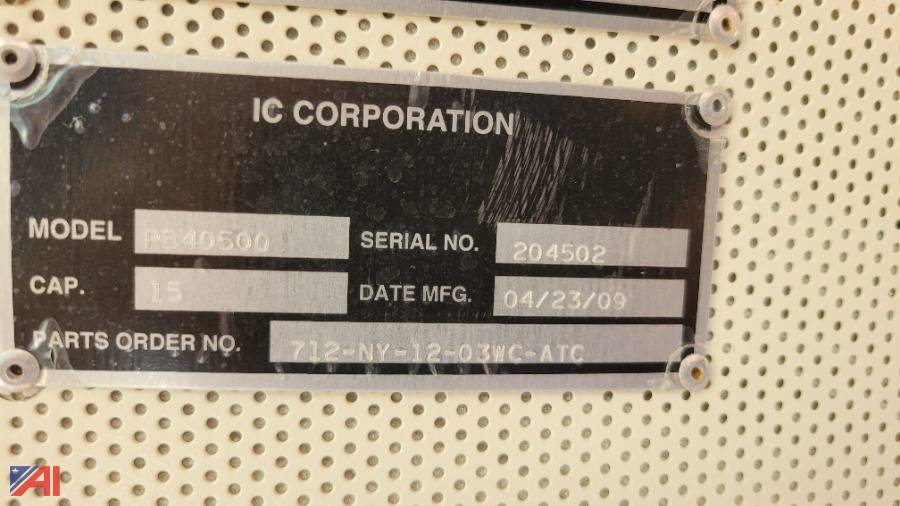 IC CORPORATION
MODEL PB40500 SERIAL NO. 204502
CAP. 15 DATE MFG. 04/23/09
PARTS ORDER NO. 712-NY-12-03WC-ATC
AI